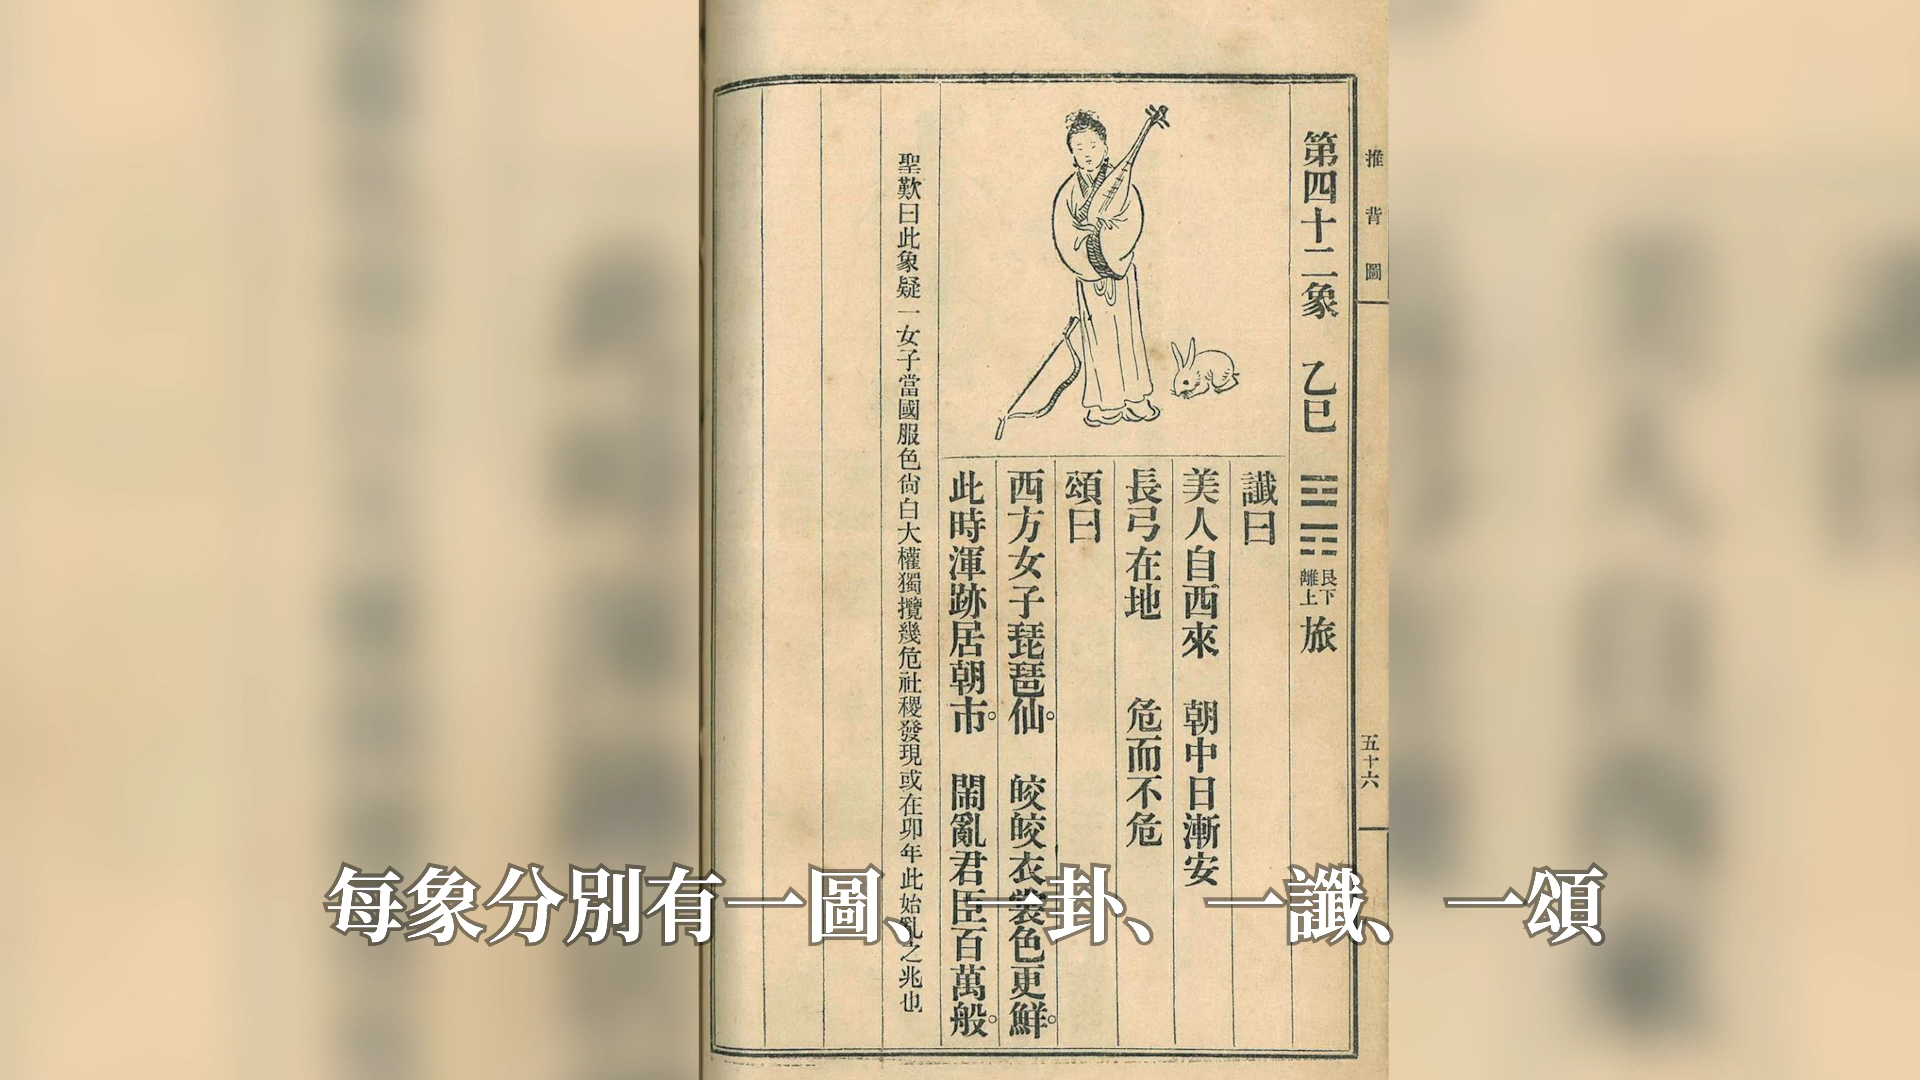 推背圖
五十六
第四十二象 乙巳 艮下離上 旅
讖曰
美人自西來 朝中日漸安
長弓在地 危而不危
頌曰
西方女子琵琶仙。 皎皎衣裳色更鮮。
此時渾跡居朝市。 鬧亂君臣百萬般。
聖歎曰此象疑一女子當國服色尙白大權獨攬幾危社稷發現或在卯年此始亂之兆也
每象分別有一圖、一卦、一讖、一頌